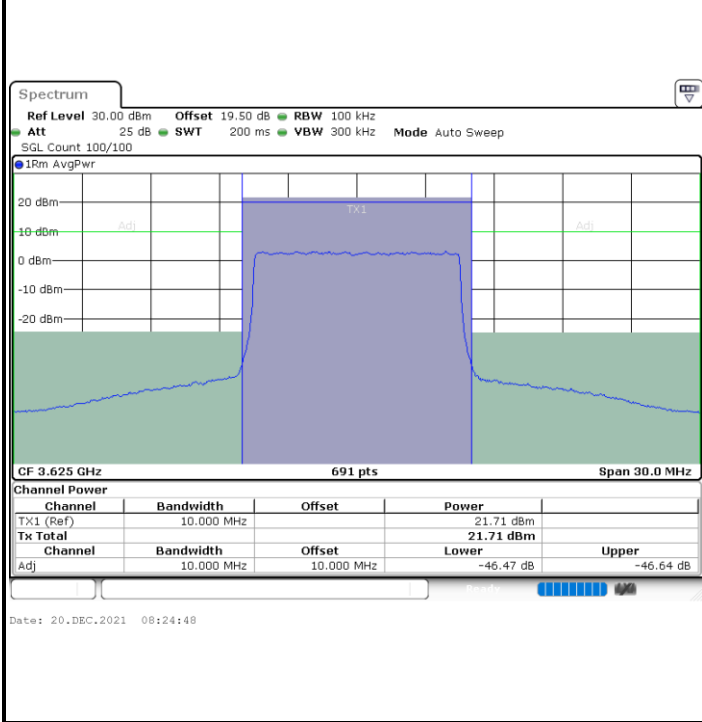 Spectrum
Ref Level 30.00 dBm Offset 19.50 dB RBW 100 kHz
Att 25 dB SWT 200 ms VBW 300 kHz Mode Auto Sweep
SGL Count 100/100
1Rm AvgPwr
20 dBm
TX1
Adj Adj
10 dBm
0 dBm
-10 dBm
-20 dBm
CF 3.625 GHz 691 pts Span 30.0 MHz
Channel Power
Channel Bandwidth Offset Power
TX1 (Ref) 10.000 MHz 21.71 dBm
Tx Total 21.71 dBm
Channel Bandwidth Offset Lower Upper
Adj 10.000 MHz 10.000 MHz -46.47 dB -46.64 dB
Ready
Date: 20.DEC.2021 08:24:48